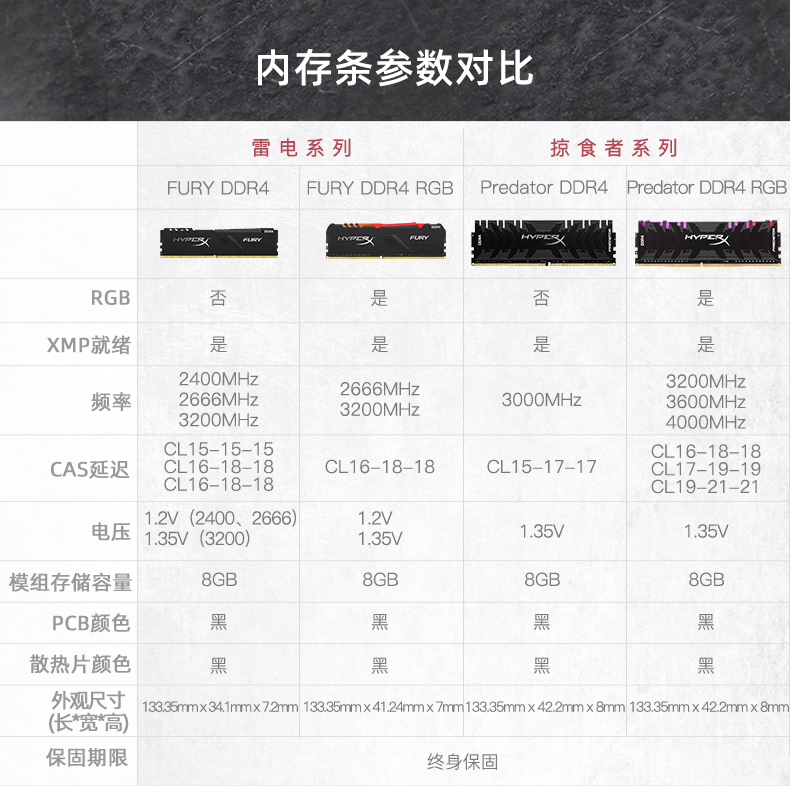 内存条参数对比
雷电系列 掠食者系列
FURY DDR4 FURY DDR4 RGB Predator DDR4 Predator DDR4 RGB
HYPERX FURY HYPERX FURY HYPERX HYPERX
RGB 否 是 否 是
XMP就绪 是 是 是 是
频率 2400MHz 2666MHz 3200MHz
2666MHz 3200MHz
3000MHz
3200MHz 3600MHz 4000MHz
CAS延迟 CL15-15-15 CL16-18-18 CL16-18-18
CL16-18-18
CL15-17-17
CL16-18-18 CL17-19-19 CL19-21-21
电压 1.2V（2400、2666） 1.35V（3200）
1.2V 1.35V
1.35V
1.35V
模组存储容量 8GB 8GB 8GB 8GB
PCB颜色 黑 黑 黑 黑
散热片颜色 黑 黑 黑 黑
外观尺寸 (长*宽*高) 133.35mm x 34.1mm x 7.2mm 133.35mm x 41.24mm x 7mm 133.35mm x 42.2mm x 8mm 133.35mm x 42.2mm x 8mm
保固期限 终身保固